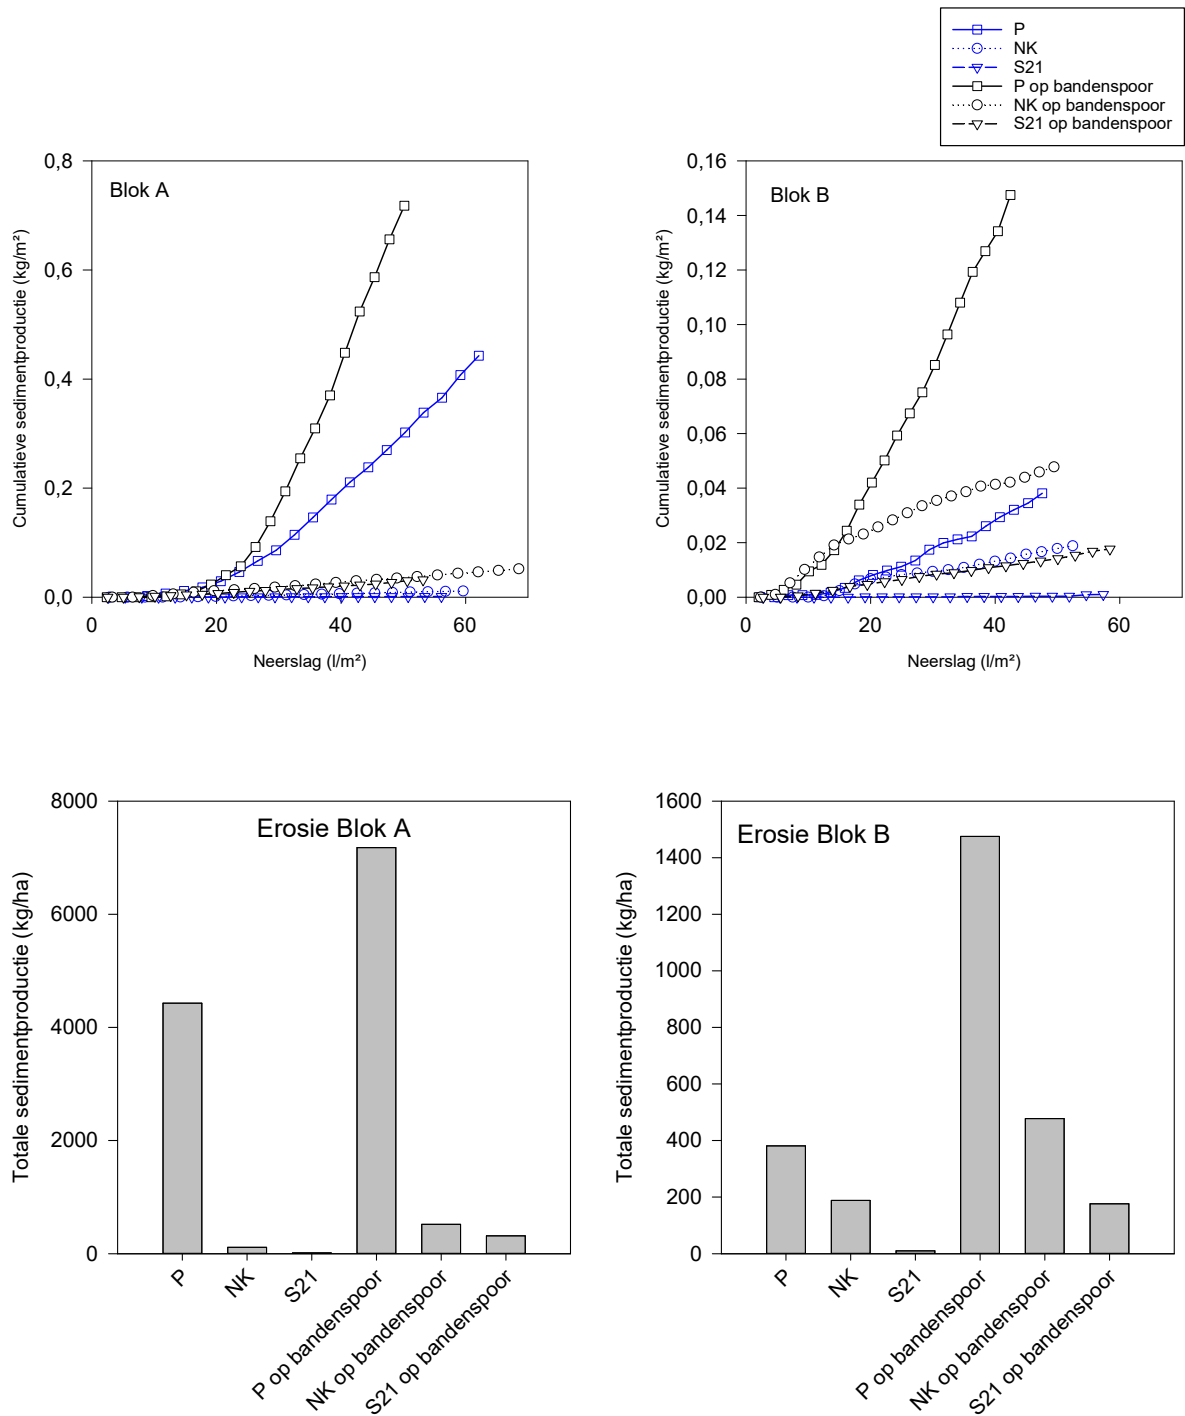 P
NK
S21
P op bandenspoor
NK op bandenspoor
S21 op bandenspoor
Blok A
Cumulatieve sedimentproductie (kg/m²)
0,8
0,6
0,4
0,2
0,0
0 20 40 60
Neerslag (l/m²)
Blok B
Cumulatieve sedimentproductie (kg/m²)
0,16
0,14
0,12
0,10
0,08
0,06
0,04
0,02
0,00
0 20 40 60
Neerslag (l/m²)
Erosie Blok A
Totale sedimentproductie (kg/ha)
8000
6000
4000
2000
0
P
NK
S21
P op bandenspoor
NK op bandenspoor
S21 op bandenspoor
Erosie Blok B
Totale sedimentproductie (kg/ha)
1600
1400
1200
1000
800
600
400
200
0
P
NK
S21
P op bandenspoor
NK op bandenspoor
S21 op bandenspoor